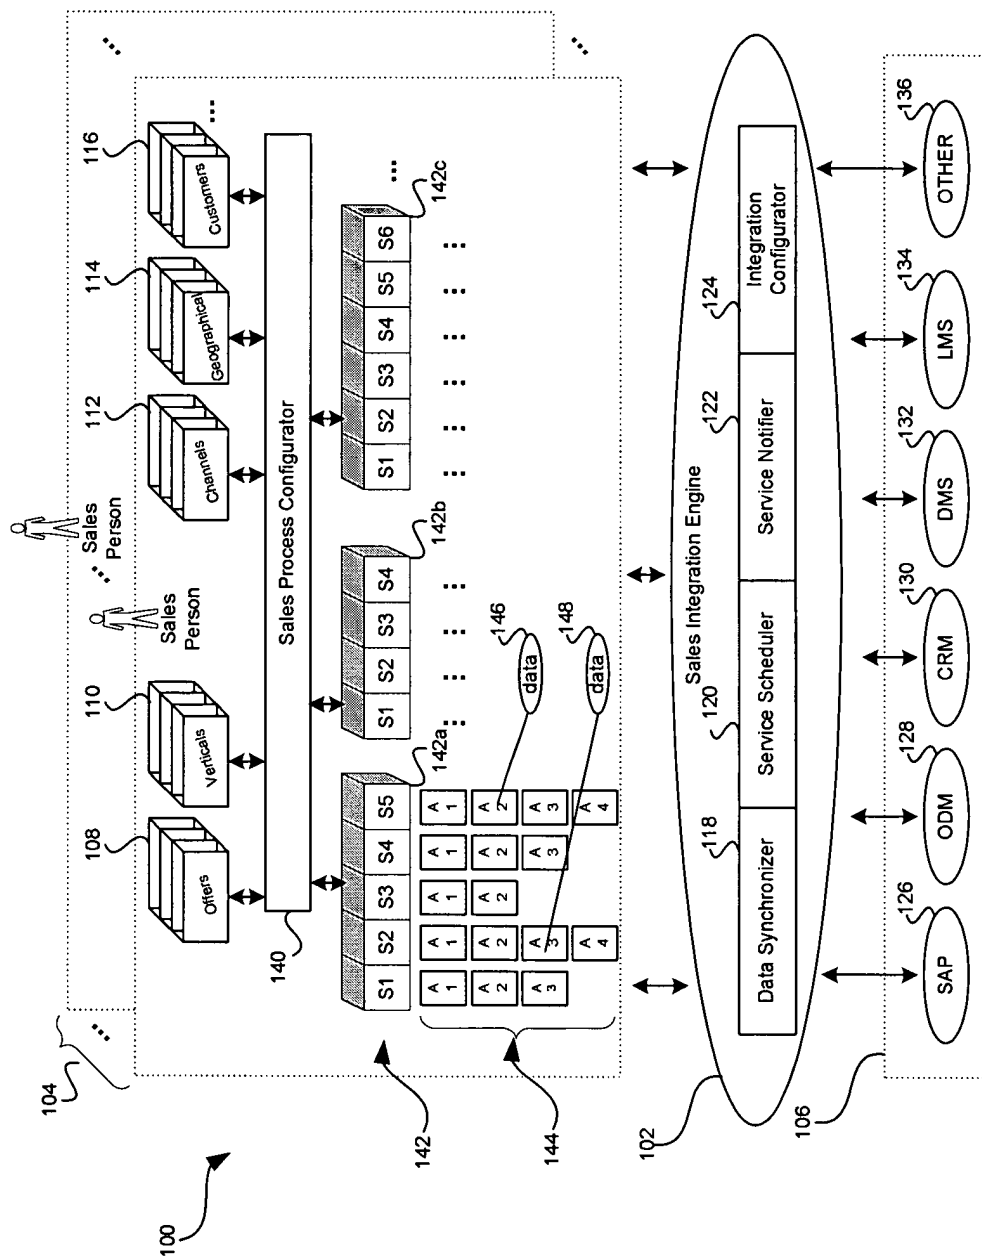 100
104
...
108
110
112
114
116
Offers
Verticals
Channels
Geographical
Customers
...
Sales
Person
...
Sales
Person
...
...
140
Sales Process Configurator
142
142a
142b
142c
S1 S2 S3 S4 S5
S1 S2 S3 S4
S1 S2 S3 S4 S5 S6
...
144
A 1 A 1 A 1 A 1 A 1
A 2 A 2 A 2 A 2 A 2
A 3 A 3 A 3 A 3
A 4 A 4
... ... ... ...
... ... ... ... ... ...
146
data
148
data
102
Sales Integration Engine
118
120
122
124
Data Synchronizer
Service Scheduler
Service Notifier
Integration
Configurator
106
126
128
130
132
134
136
SAP
ODM
CRM
DMS
LMS
OTHER